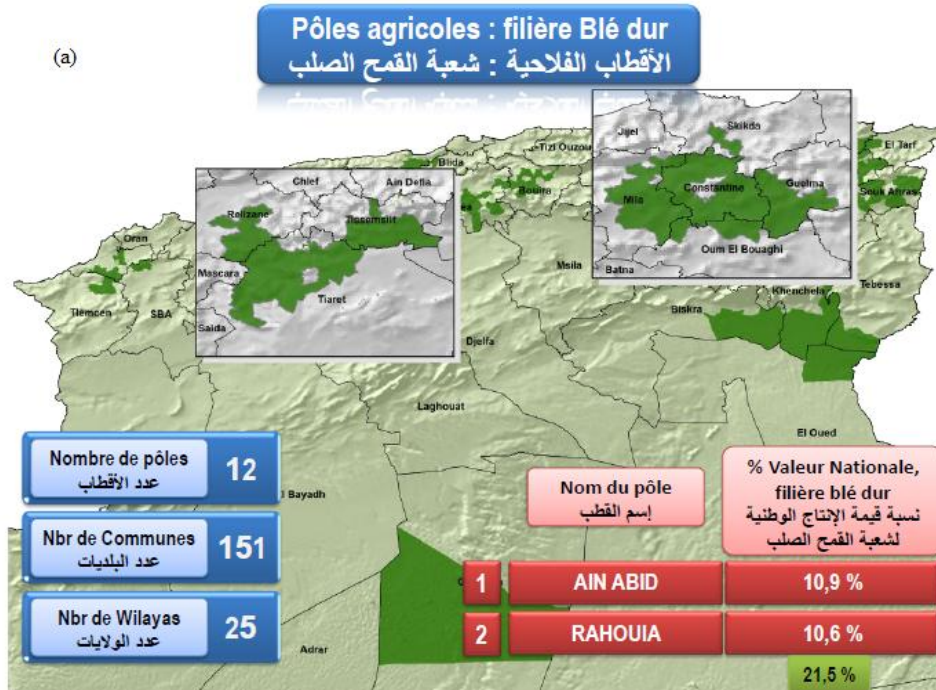 (a)
Pôles agricoles : filière Blé dur
الأقطاب الفلاحية : شعبة القمح الصلب
Jijel
Skikda
Mila
Constantine
Guelma
Oum El Bouaghi
Batna
Tizi Ouzou
El Tarf
Souk Ahras
Blida
Bouira
Chlef
Ain Defla
Relizane
Tissemslit
Mascara
Tiaret
Saida
Oran
Tlemcen
SBA
Msila
Khenchela
Tebessa
Biskra
Djelfa
Laghouat
El Oued
El Bayadh
Adrar
Nombre de pôles
عدد الأقطاب
12
Nbr de Communes
عدد البلديات
151
Nbr de Wilayas
عدد الولايات
25
Nom du pôle
إسم القطب
% Valeur Nationale,
filière blé dur
نسبة قيمة الإنتاج الوطنية
لشعبة القمح الصلب
1 AIN ABID 10,9 %
2 RAHOUIA 10,6 %
21,5 %